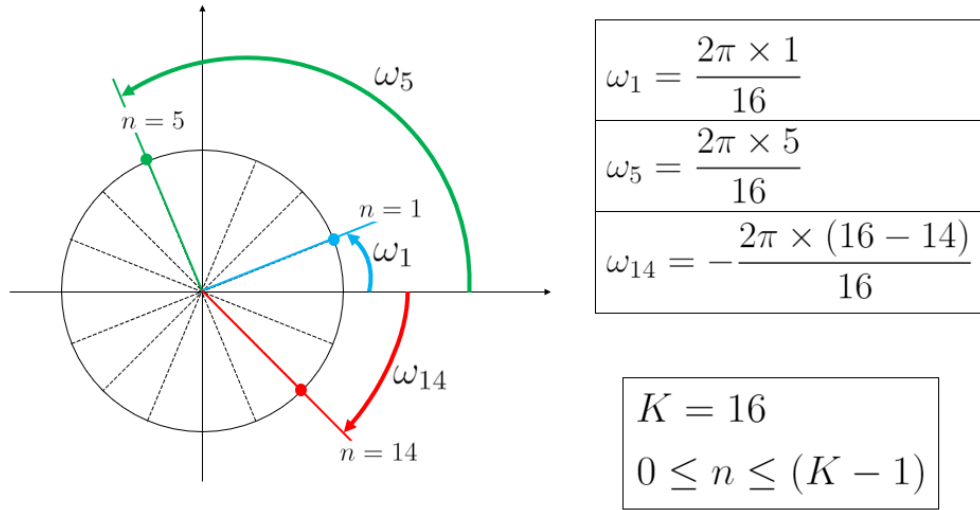 ω₅
n = 5
n = 1
ω₁
ω₁₄
n = 14
ω₁ = 2π × 1 / 16
ω₅ = 2π × 5 / 16
ω₁₄ = − 2π × (16 − 14) / 16
K = 16
0 ≤ n ≤ (K − 1)